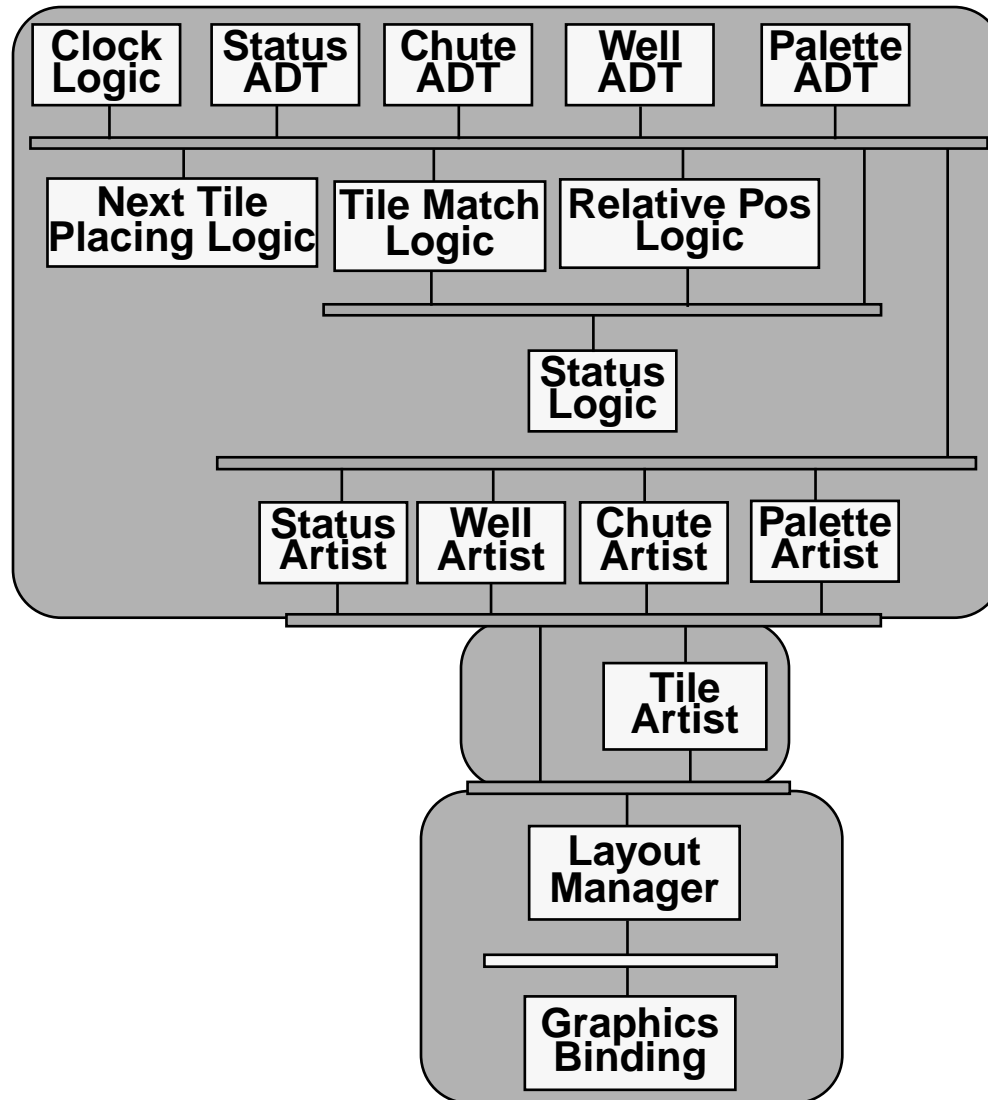 Clock
Logic
Status
ADT
Chute
ADT
Well
ADT
Palette
ADT
Next Tile
Placing Logic
Tile Match
Logic
Relative Pos
Logic
Status
Logic
Status
Artist
Well
Artist
Chute
Artist
Palette
Artist
Tile
Artist
Layout
Manager
Graphics
Binding